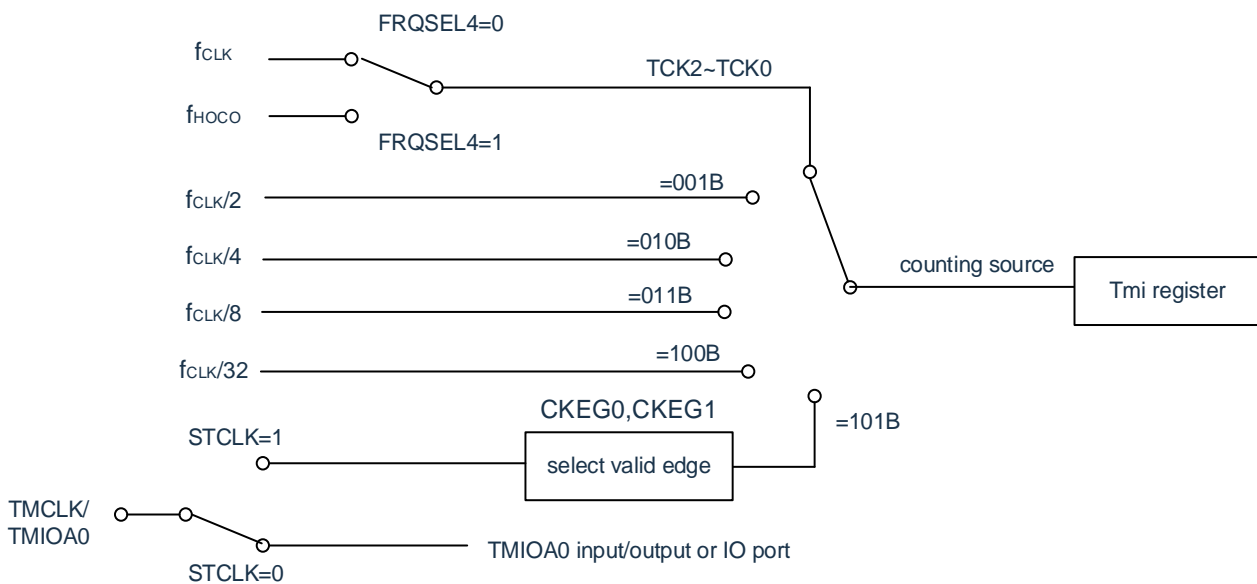 FRQSEL4=0
fCLK
TCK2~TCK0
fHOCO
FRQSEL4=1
=001B
fCLK/2
=010B
fCLK/4
counting source
Tmi register
=011B
fCLK/8
=100B
fCLK/32
CKEG0,CKEG1
=101B
STCLK=1
select valid edge
TMCLK/
TMIOA0
TMIOA0 input/output or IO port
STCLK=0